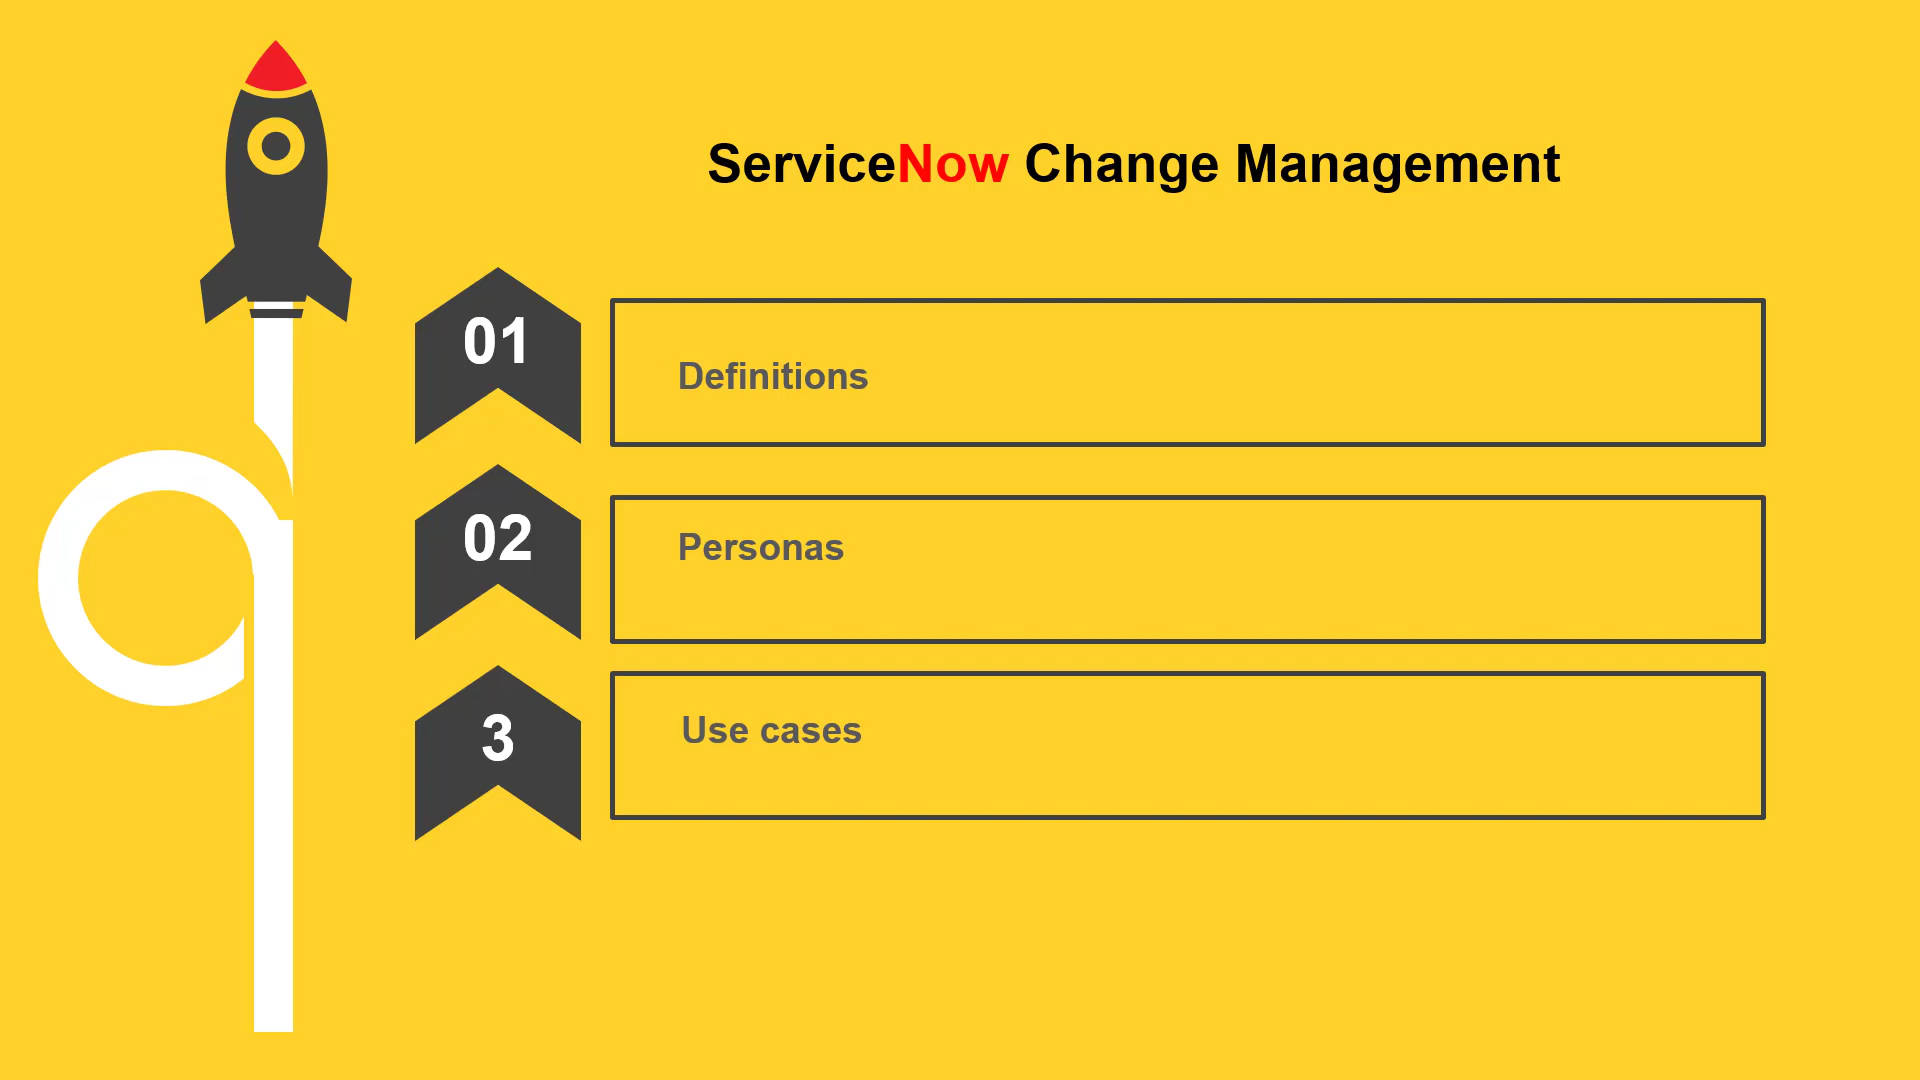 ServiceNow Change Management
01
Definitions
02
Personas
3
Use cases